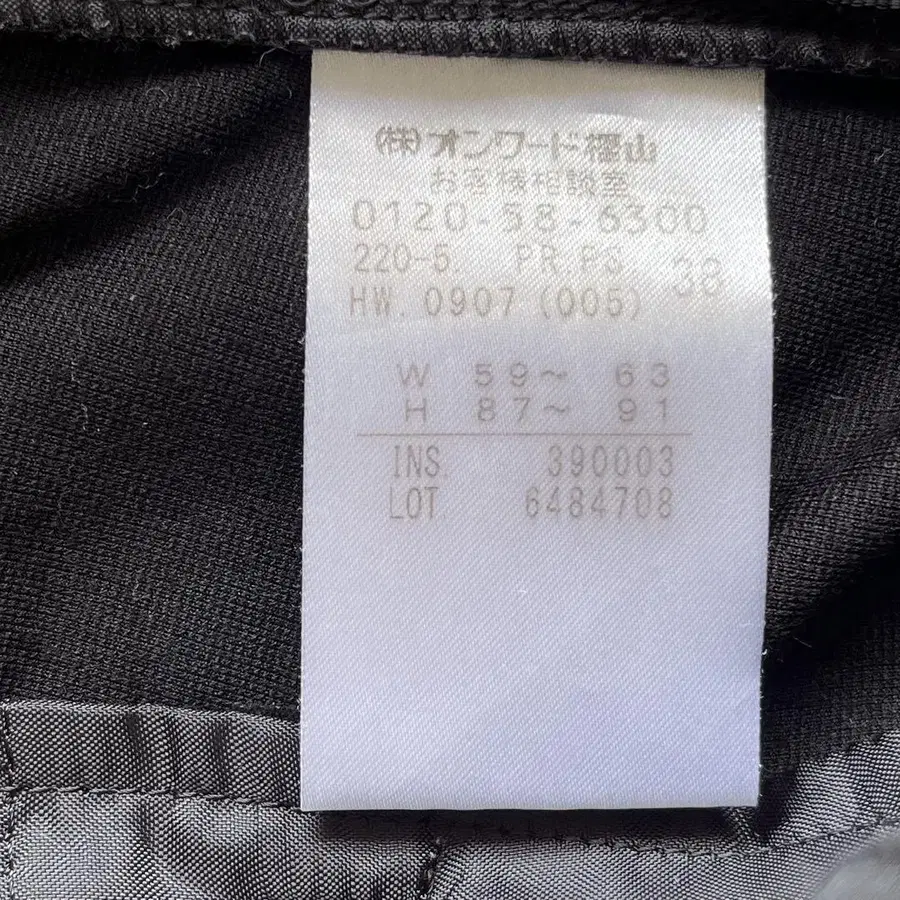 (株)オンワード樫山
お客様相談室
0120-58-6300
220-5. PR.PS. 38
HW. 0907 (005)
W 59〜 63
H 87〜 91
INS. 390003
LOT 6484708